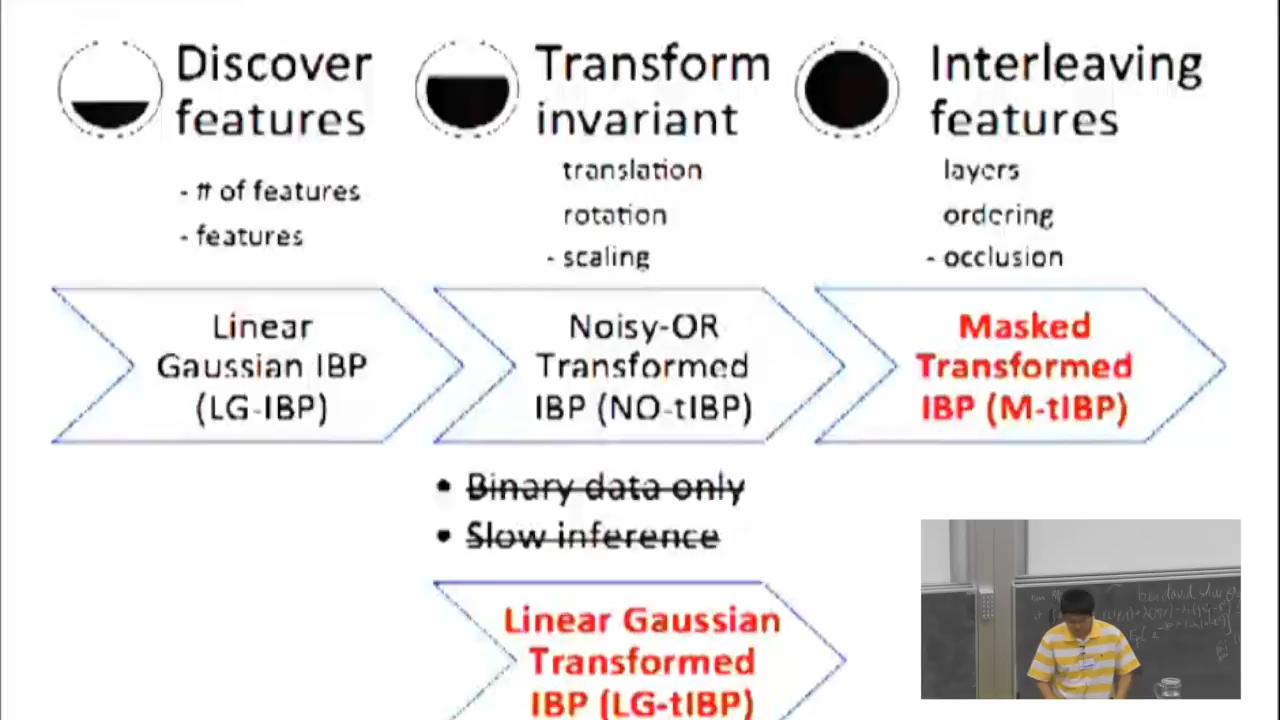 Discover
features
- # of features
- features
Transform
invariant
translation
rotation
- scaling
Interleaving
features
layers
ordering
- occlusion
Linear
Gaussian IBP
(LG-IBP)
Noisy-OR
Transformed
IBP (NO-tIBP)
Masked
Transformed
IBP (M-tIBP)
• Binary data only
• Slow inference
Linear Gaussian
Transformed
IBP (LG-tIBP)